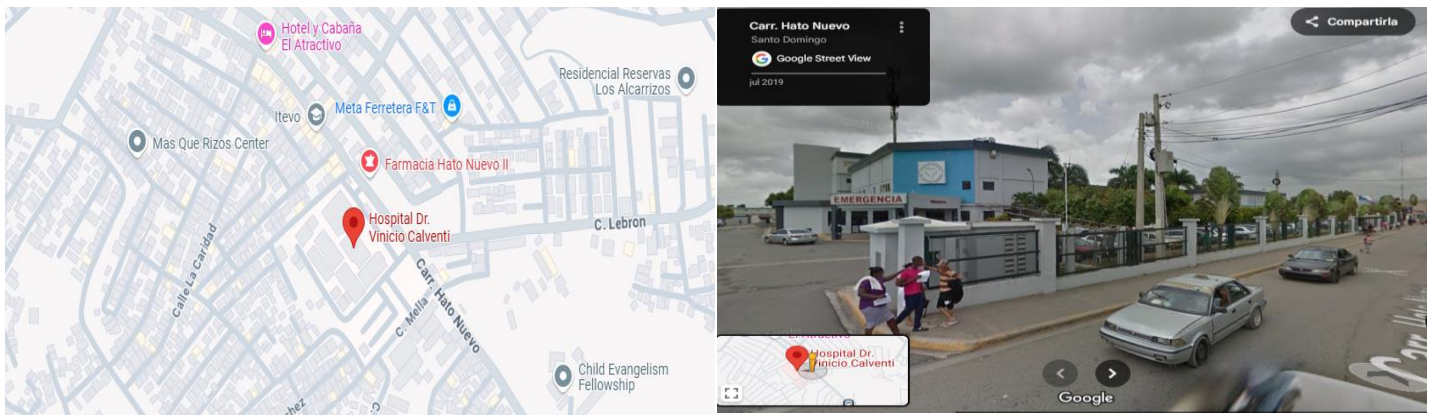 Hotel y Cabaña
El Atractivo
Residencial Reservas
Los Alcarrizos
Meta Ferretera F&T
Itevo
Mas Que Rizos Center
Farmacia Hato Nuevo II
Hospital Dr.
Vinicio Calventi
C. Lebron
Calle La Caridad
Carr. Hato Nuevo
C. Mella
Child Evangelism
Fellowship
Carr. Hato Nuevo
Santo Domingo
Google Street View
jul 2019
Compartirla
EMERGENCIA
Hospital Dr.
Vinicio Calventi
Google